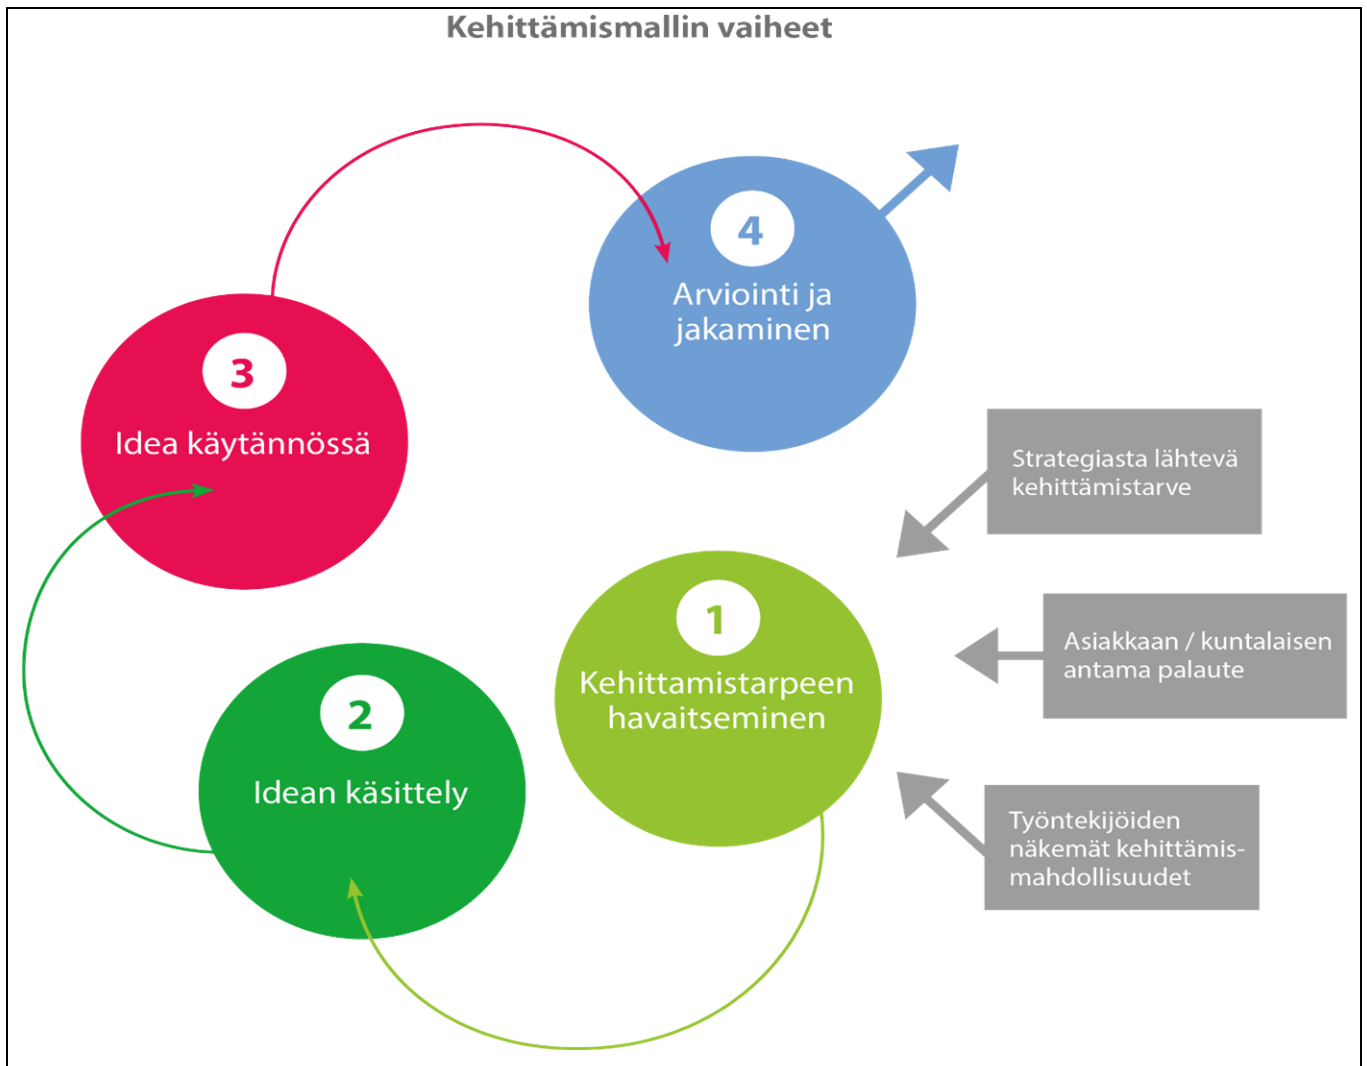 Kehittämismallin vaiheet
4
Arviointi ja
jakaminen
3
Idea käytännössä
Strategiasta lähtevä
kehittämistarve
1
Kehittamistarpeen
havaitseminen
Asiakkaan / kuntalaisen
antama palaute
2
Idean käsittely
Työntekijöiden
näkemät kehittämis-
mahdollisuudet